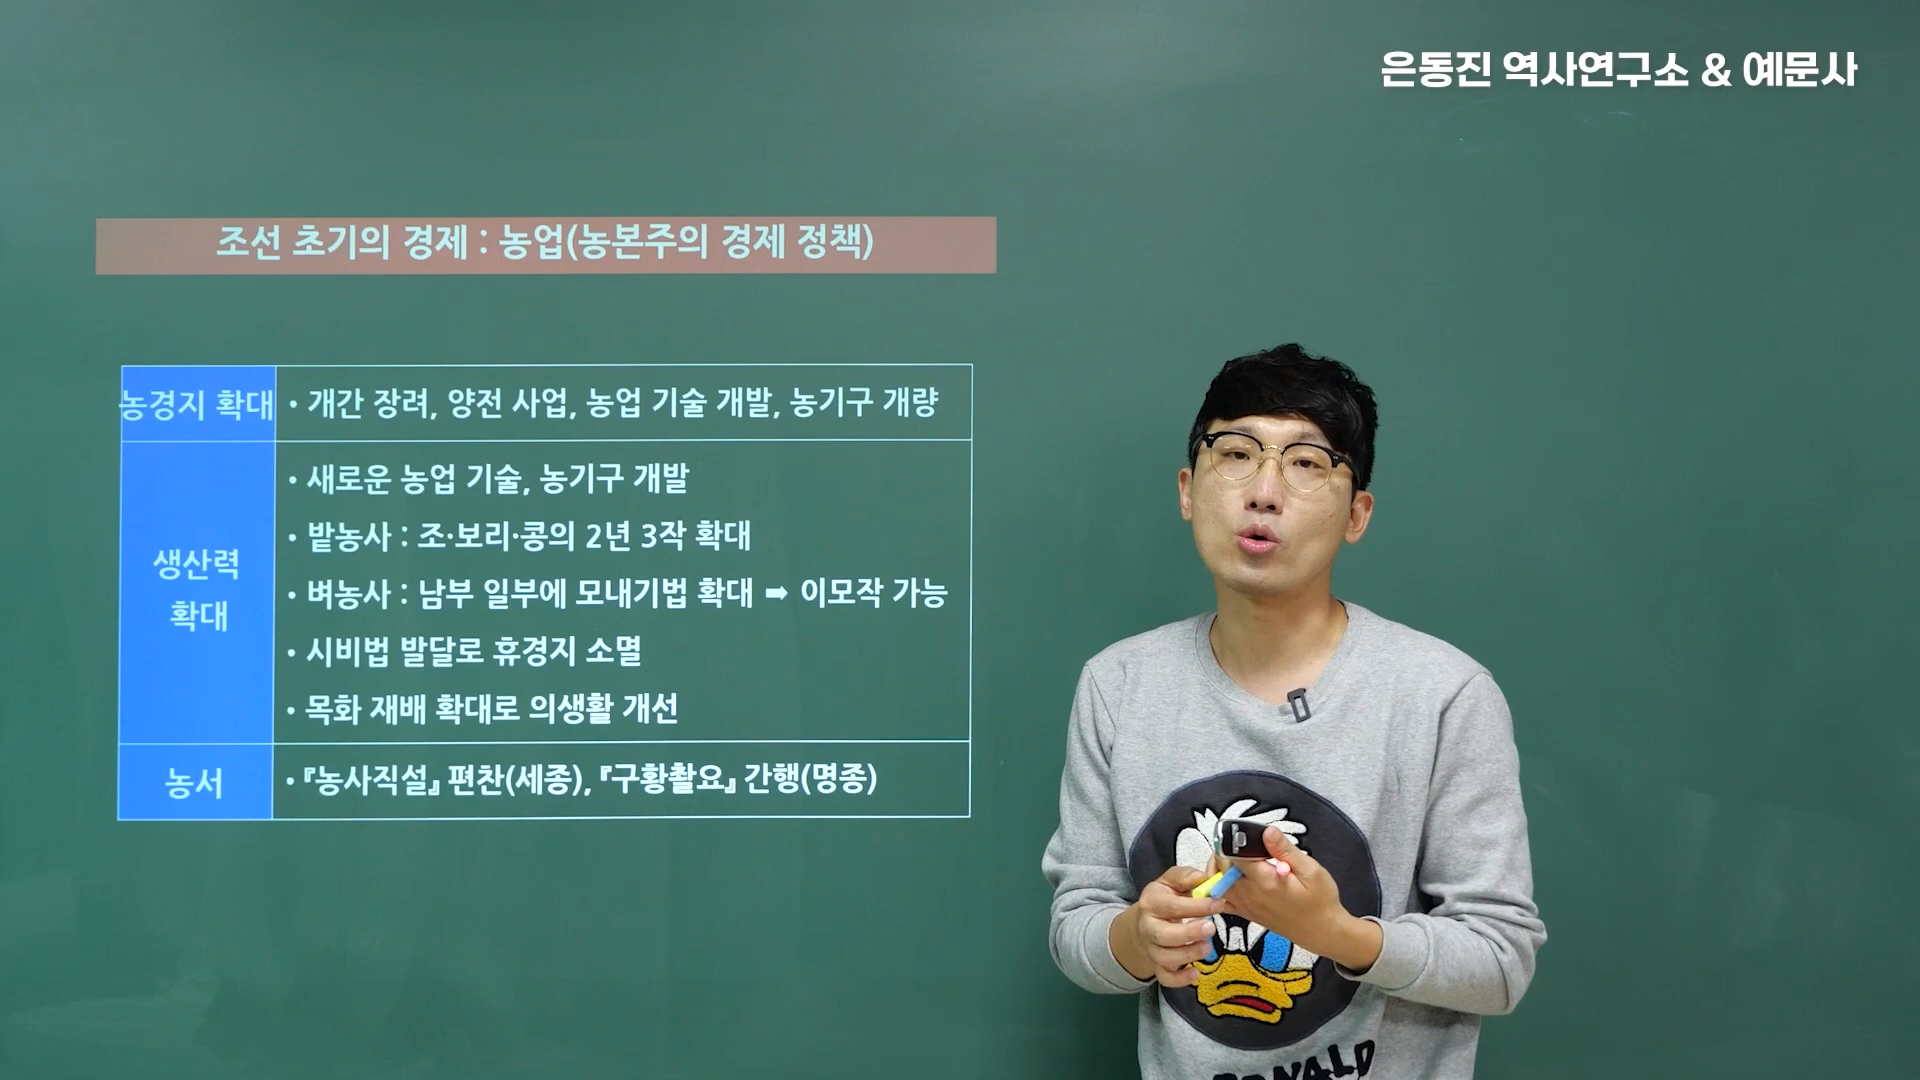 은동진 역사연구소 & 예문사
조선 초기의 경제 : 농업(농본주의 경제 정책)
농경지 확대
• 개간 장려, 양전 사업, 농업 기술 개발, 농기구 개량
생산력
확대
• 새로운 농업 기술, 농기구 개발
• 밭농사 : 조·보리·콩의 2년 3작 확대
• 벼농사 : 남부 일부에 모내기법 확대 ➡ 이모작 가능
• 시비법 발달로 휴경지 소멸
• 목화 재배 확대로 의생활 개선
농서
• 『농사직설』 편찬(세종), 『구황촬요』 간행(명종)
DONALD